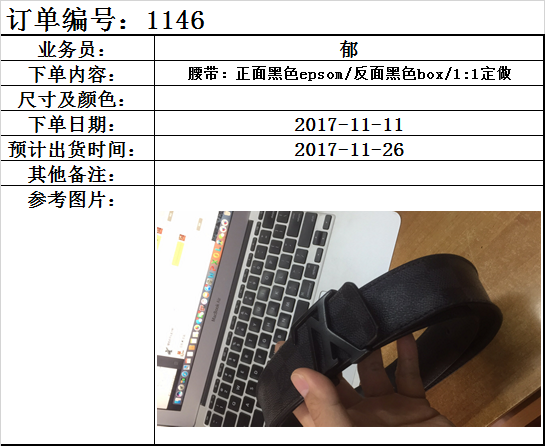 订单编号：1146
业务员： 郁
下单内容： 腰带：正面黑色epsom/反面黑色box/1:1定做
尺寸及颜色：
下单日期： 2017-11-11
预计出货时间： 2017-11-26
其他备注：
参考图片：
MacBook Air